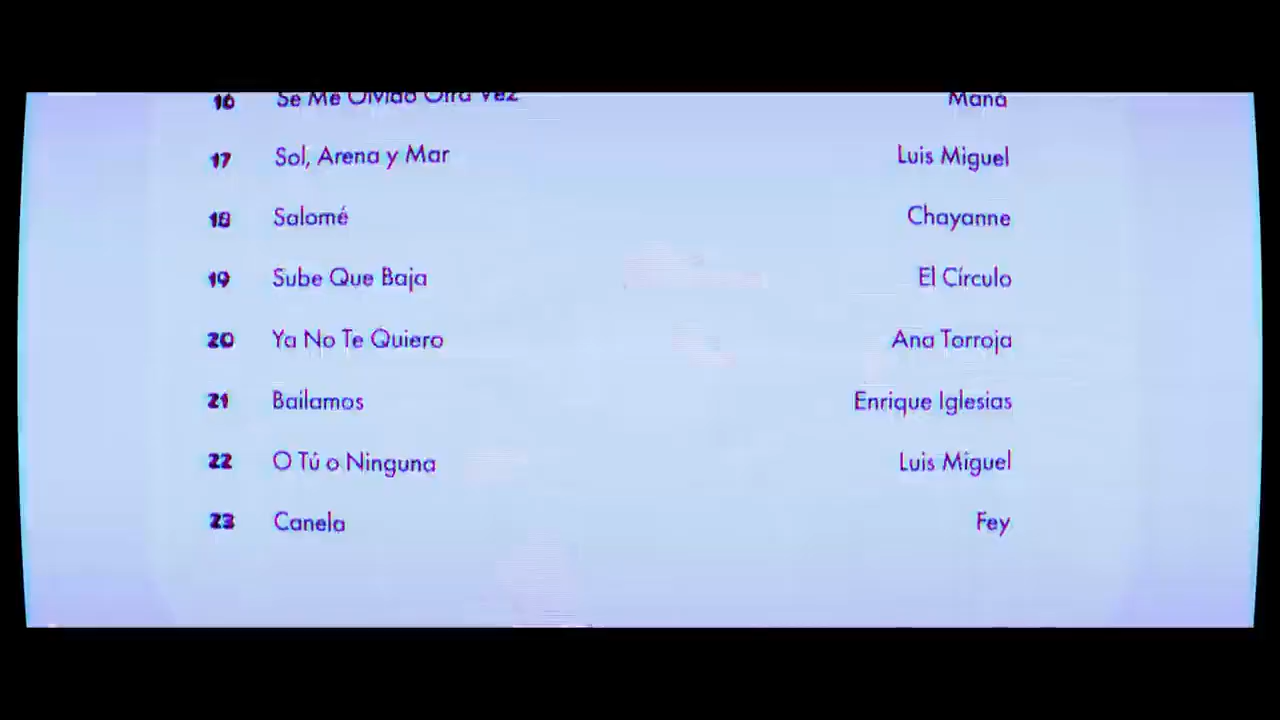 16 Se Me Olvidó Otra Vez Maná
17 Sol, Arena y Mar Luis Miguel
18 Salomé Chayanne
19 Sube Que Baja El Círculo
20 Ya No Te Quiero Ana Torroja
21 Bailamos Enrique Iglesias
22 O Tú o Ninguna Luis Miguel
23 Canela Fey